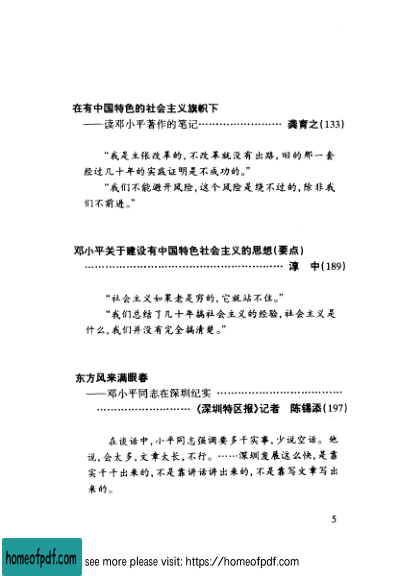 在有中国特色的社会主义旗帜下
——读邓小平著作的笔记…………………… 龚育之(133)
“我是主张改革的,不改革就没有出路,旧的那一套
经过几十年的实践证明是不成功的。”
“我们不能避开风险,这个风险是绕不过的,除非我
们不前进。”
邓小平关于建设有中国特色社会主义的思想(要点)
………………………………………………… 淳 中(189)
“社会主义如果老是穷的,它就站不住。”
“我们总结了几十年搞社会主义的经验,社会主义是
什么,我们并没有完全搞清楚。”
东方风来满眼春
——邓小平同志在深圳纪实 ………………………………
……………………… 《深圳特区报》记者 陈锡添(197)
在谈话中,小平同志强调要多干实事,少说空话。他
说,会太多,文章太长,不行。……深圳发展这么快,是靠
实干干出来的,不是靠讲话讲出来的,不是靠写文章写出
来的。
5
homeofpdf.com
see more please visit: https://homeofpdf.com